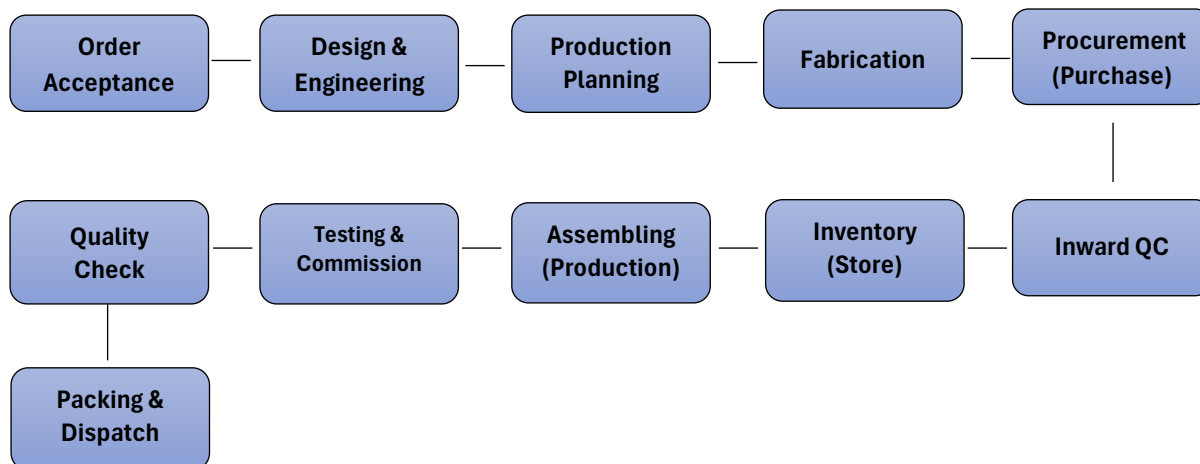 Order
Acceptance
Design &
Engineering
Production
Planning
Fabrication
Procurement
(Purchase)
Quality
Check
Testing &
Commission
Assembling
(Production)
Inventory
(Store)
Inward QC
Packing &
Dispatch